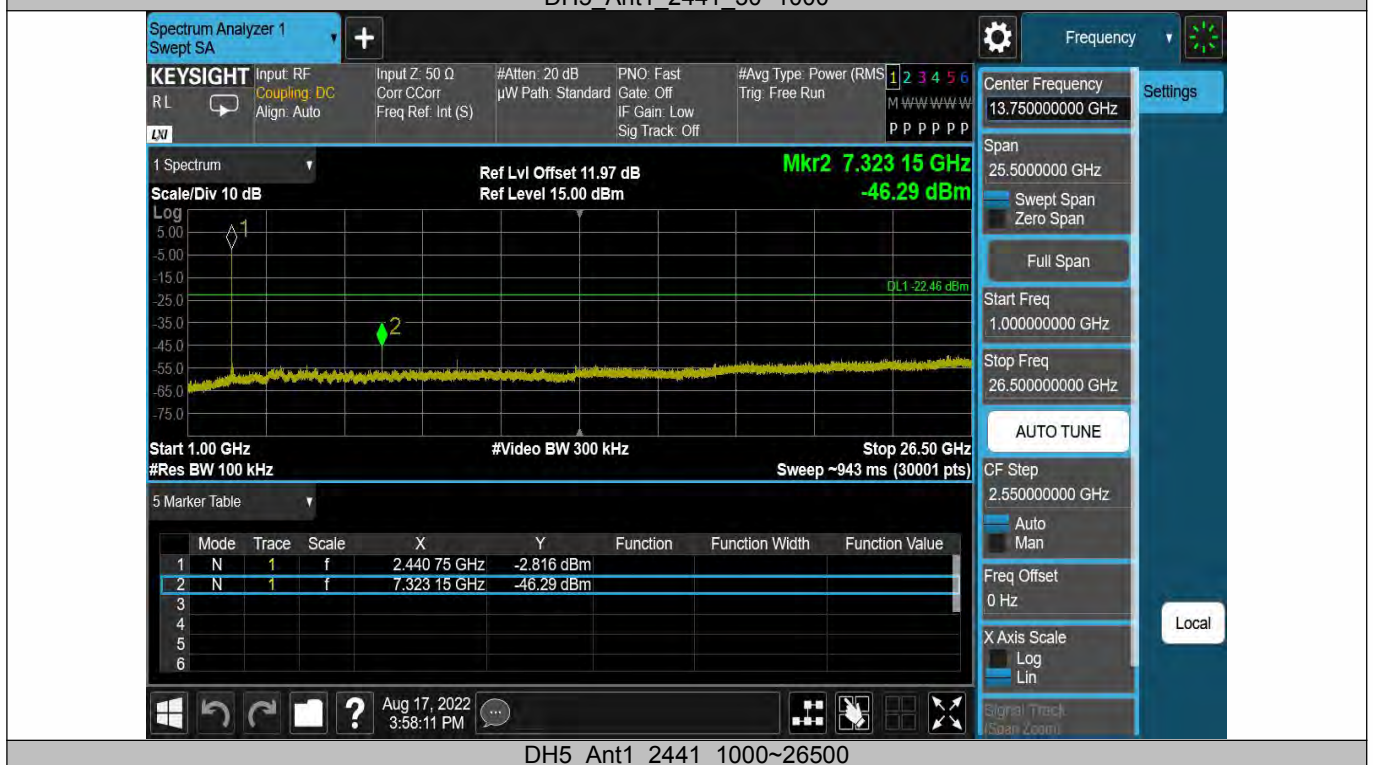 DH5_Ant1_2441_30~1000
Spectrum Analyzer 1
Swept SA
+
Frequency
KEYSIGHT
RL
LXI
Input: RF
Coupling: DC
Align: Auto
Input Z: 50 Ω
Corr CCorr
Freq Ref: Int (S)
#Atten: 20 dB
µW Path: Standard
PNO: Fast
Gate: Off
IF Gain: Low
Sig Track: Off
#Avg Type: Power (RMS
Trig: Free Run
1 2 3 4 5 6
M W W W W W
P P P P P P
1 Spectrum
Scale/Div 10 dB
Ref Lvl Offset 11.97 dB
Ref Level 15.00 dBm
Mkr2 7.323 15 GHz
-46.29 dBm
Log
5.00
-5.00
-15.0
-25.0
-35.0
-45.0
-55.0
-65.0
-75.0
1
2
DL1 -22.46 dBm
Start 1.00 GHz
#Video BW 300 kHz
Stop 26.50 GHz
#Res BW 100 kHz
Sweep ~943 ms (30001 pts)
5 Marker Table
Mode Trace Scale X Y Function Function Width Function Value
1 N 1 f 2.440 75 GHz -2.816 dBm
2 N 1 f 7.323 15 GHz -46.29 dBm
3
4
5
6
?
Aug 17, 2022
3:58:11 PM
Center Frequency
13.750000000 GHz
Settings
Span
25.5000000 GHz
Swept Span
Zero Span
Full Span
Start Freq
1.000000000 GHz
Stop Freq
26.500000000 GHz
AUTO TUNE
CF Step
2.550000000 GHz
Auto
Man
Freq Offset
0 Hz
Local
X Axis Scale
Log
Lin
Signal Track
(Span Zoom)
DH5_Ant1_2441_1000~26500